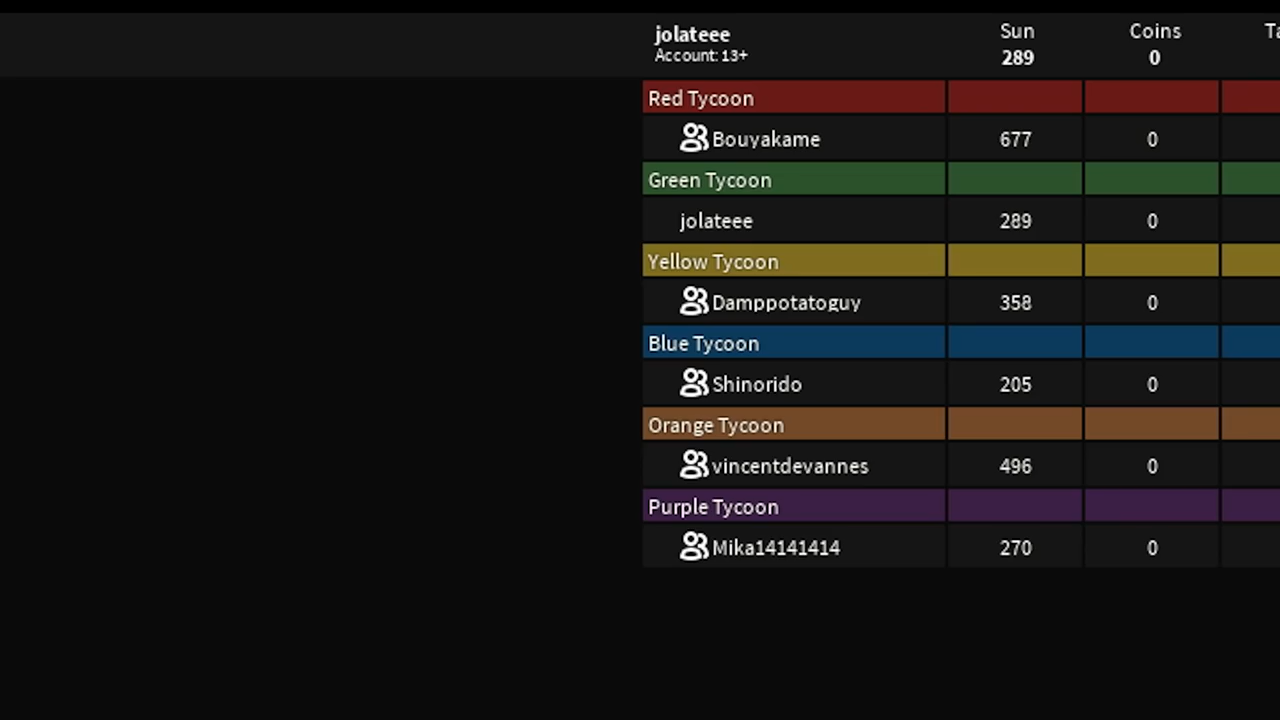 jolateee Sun Coins
Account: 13+ 289 0
Red Tycoon
Bouyakame 677 0
Green Tycoon
jolateee 289 0
Yellow Tycoon
Damppotatoguy 358 0
Blue Tycoon
Shinorido 205 0
Orange Tycoon
vincentdevannes 496 0
Purple Tycoon
Mika14141414 270 0